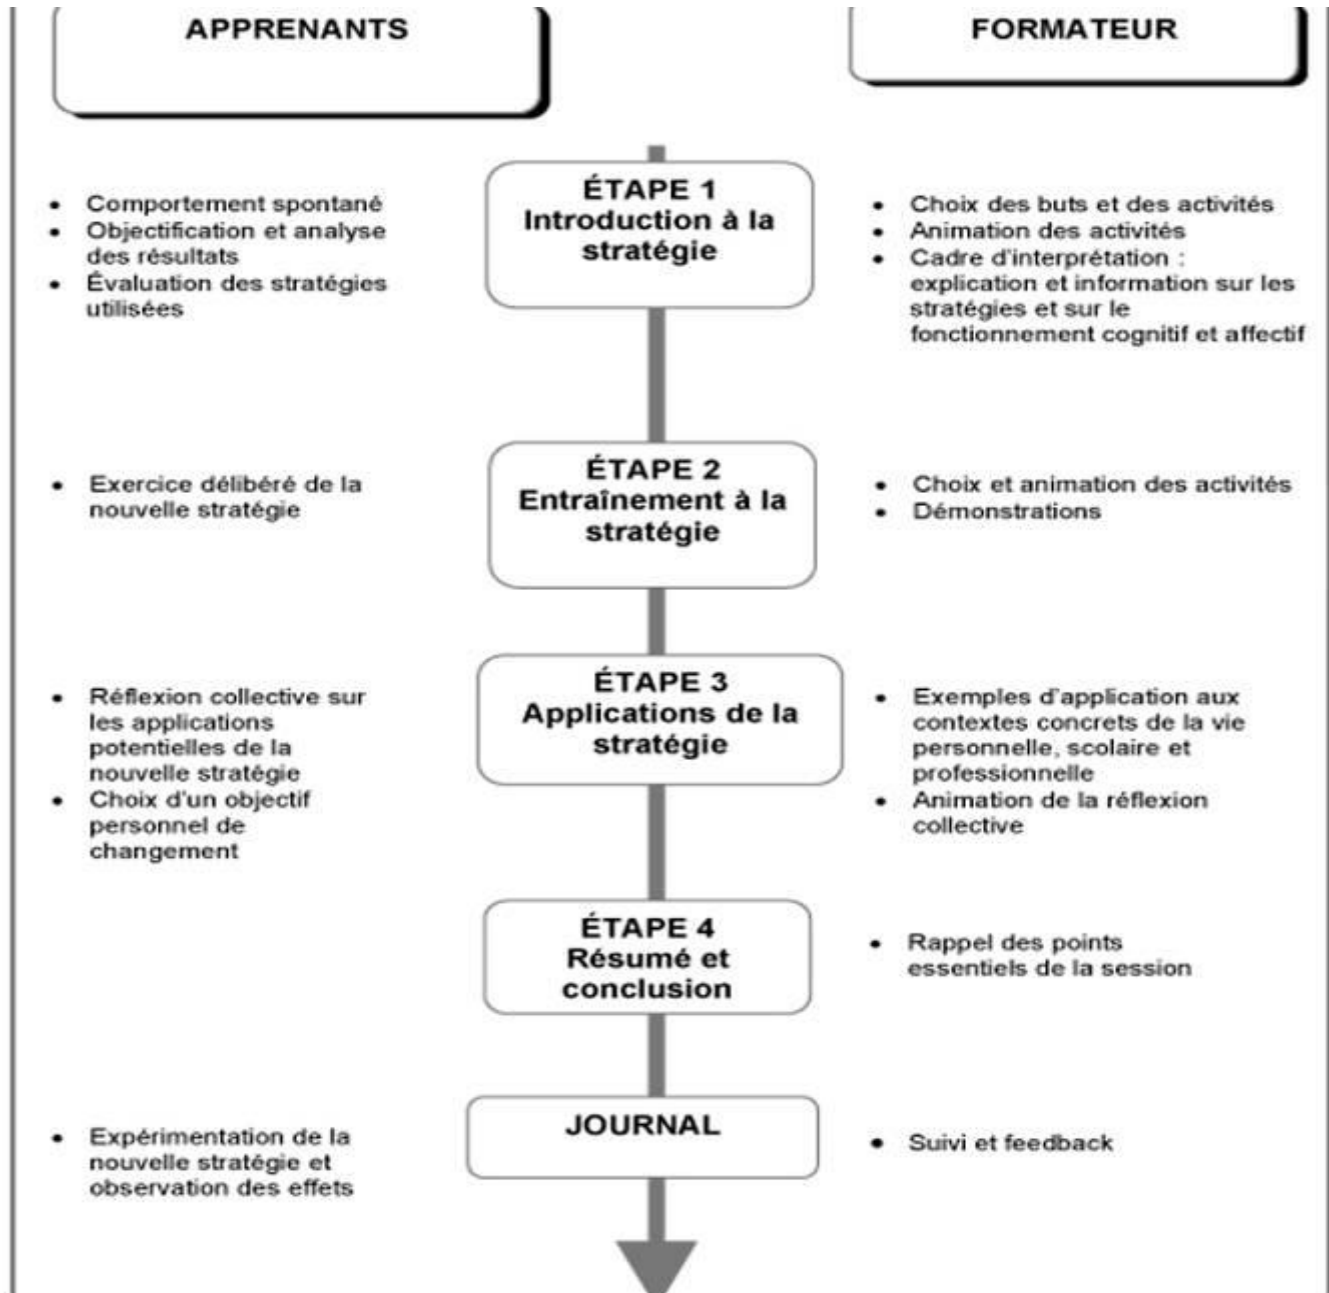 APPRENANTS
FORMATEUR
ÉTAPE 1
Introduction à la
stratégie
• Comportement spontané
• Objectification et analyse
des résultats
• Évaluation des stratégies
utilisées
• Choix des buts et des activités
• Animation des activités
• Cadre d'interprétation :
explication et information sur les
stratégies et sur le
fonctionnement cognitif et affectif
ÉTAPE 2
Entraînement à la
stratégie
• Exercice délibéré de la
nouvelle stratégie
• Choix et animation des activités
• Démonstrations
ÉTAPE 3
Applications de la
stratégie
• Réflexion collective sur
les applications
potentielles de la
nouvelle stratégie
• Choix d'un objectif
personnel de
changement
• Exemples d'application aux
contextes concrets de la vie
personnelle, scolaire et
professionnelle
• Animation de la réflexion
collective
ÉTAPE 4
Résumé et
conclusion
• Rappel des points
essentiels de la session
JOURNAL
• Expérimentation de la
nouvelle stratégie et
observation des effets
• Suivi et feedback